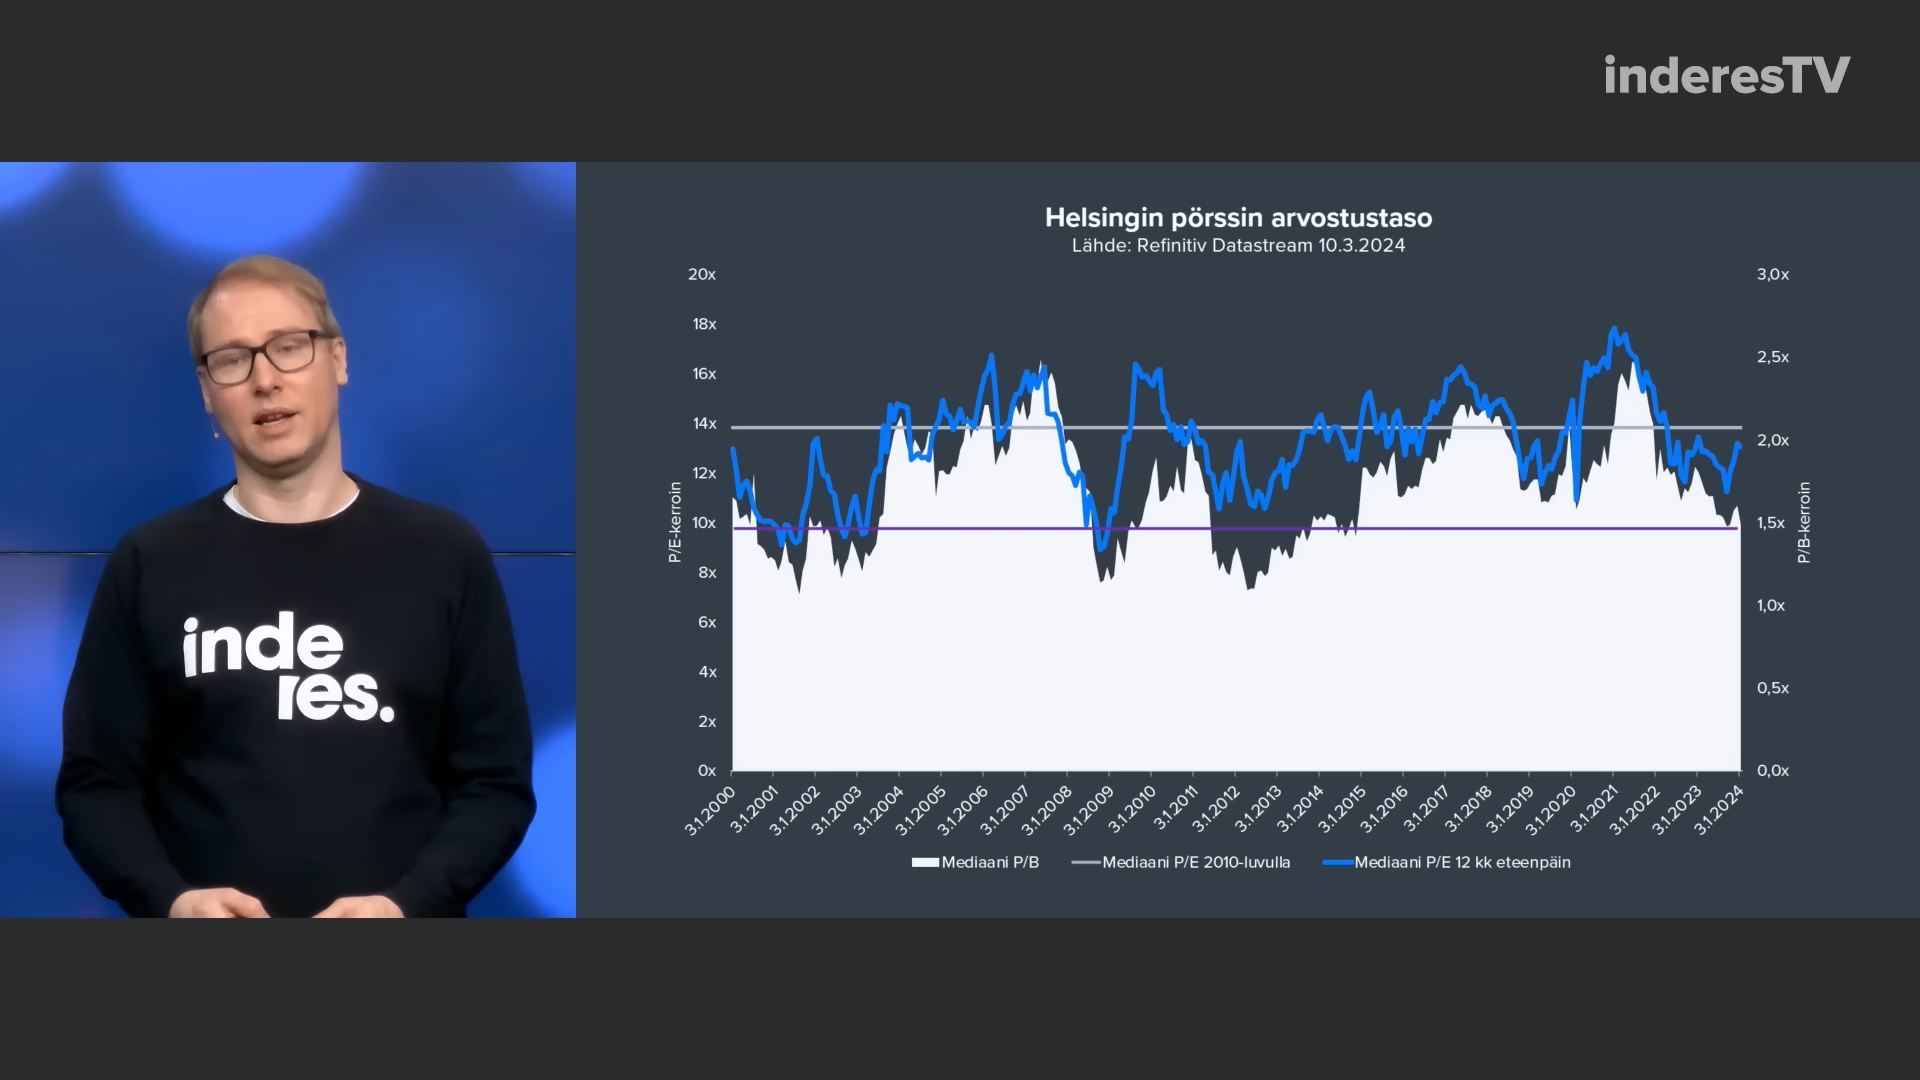 inderesTV
inde
res.
Helsingin pörssin arvostustaso
Lähde: Refinitiv Datastream 10.3.2024
20x
18x
16x
14x
12x
10x
8x
6x
4x
2x
0x
P/E-kerroin
3,0x
2,5x
2,0x
1,5x
1,0x
0,5x
0,0x
P/B-kerroin
3.1.2000
3.1.2001
3.1.2002
3.1.2003
3.1.2004
3.1.2005
3.1.2006
3.1.2007
3.1.2008
3.1.2009
3.1.2010
3.1.2011
3.1.2012
3.1.2013
3.1.2014
3.1.2015
3.1.2016
3.1.2017
3.1.2018
3.1.2019
3.1.2020
3.1.2021
3.1.2022
3.1.2023
3.1.2024
Mediaani P/B
Mediaani P/E 2010-luvulla
Mediaani P/E 12 kk eteenpäin